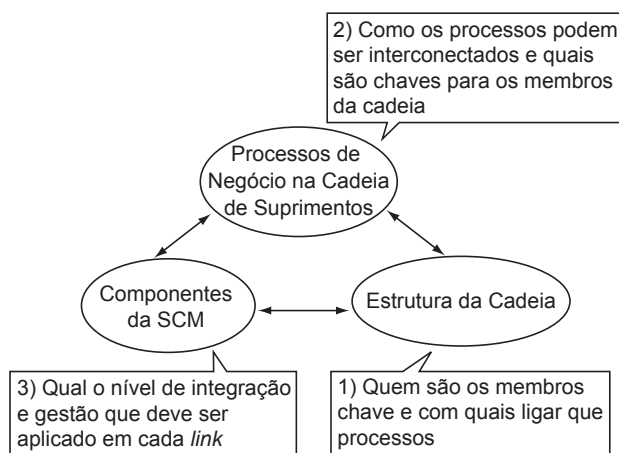 2) Como os processos podem
ser interconectados e quais
são chaves para os membros
da cadeia
Processos de
Negócio na Cadeia
de Suprimentos
Componentes
da SCM
Estrutura da Cadeia
3) Qual o nível de integração
e gestão que deve ser
aplicado em cada link
1) Quem são os membros
chave e com quais ligar que
processos